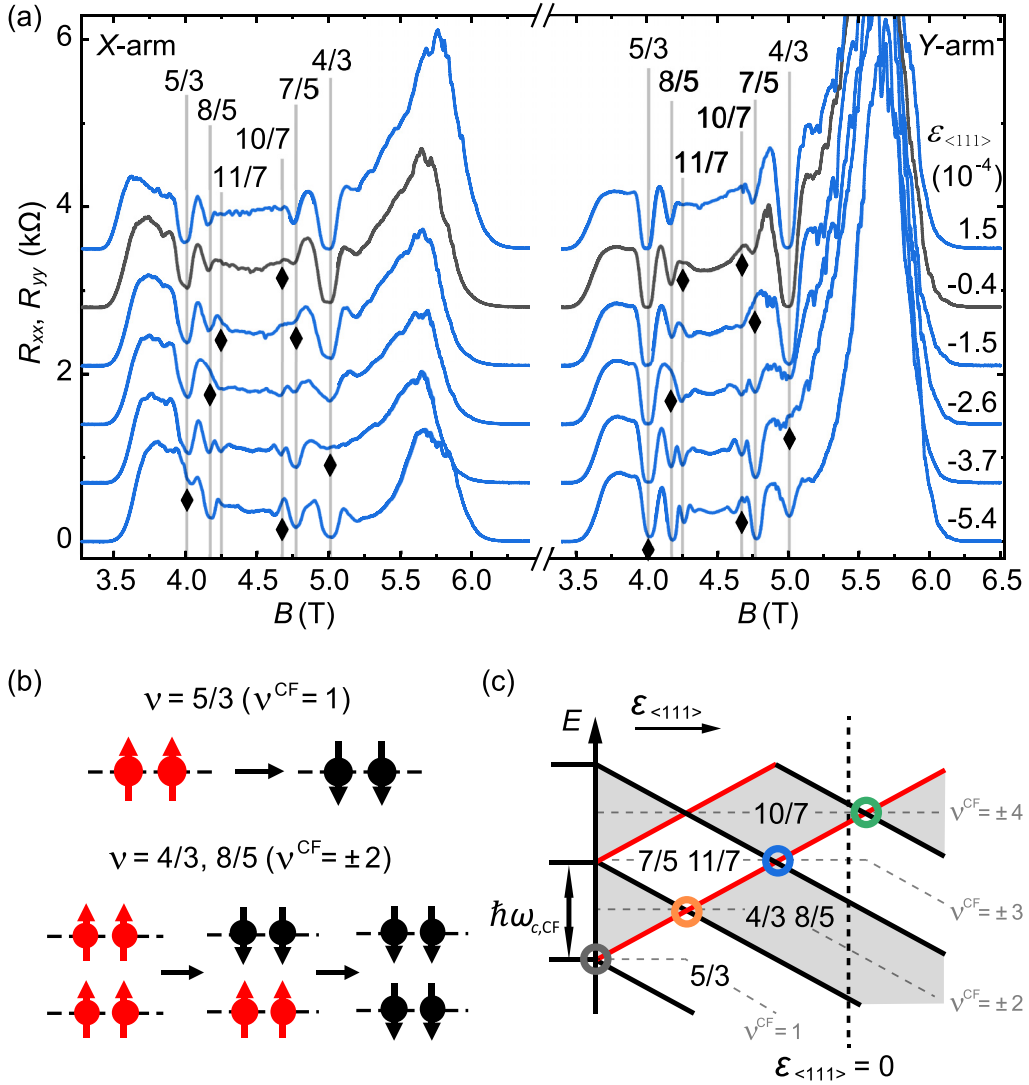 (a)
X-arm
Y-arm
5/3
8/5
11/7
10/7
7/5
4/3
5/3
8/5
11/7
10/7
7/5
4/3
ε<111>
(10-4)
1.5
-0.4
-1.5
-2.6
-3.7
-5.4
Rxx, Ryy (kΩ)
6
4
2
0
3.5 4.0 4.5 5.0 5.5 6.0
3.5 4.0 4.5 5.0 5.5 6.0 6.5
B (T)
B (T)
(b)
ν = 5/3 (νCF = 1)
ν = 4/3, 8/5 (νCF = ±2)
(c)
E
ε<111>
10/7
νCF = ±4
7/5 11/7
ħωc,CF
4/3 8/5
νCF = ±3
5/3
νCF = ±2
νCF = 1
ε<111> = 0